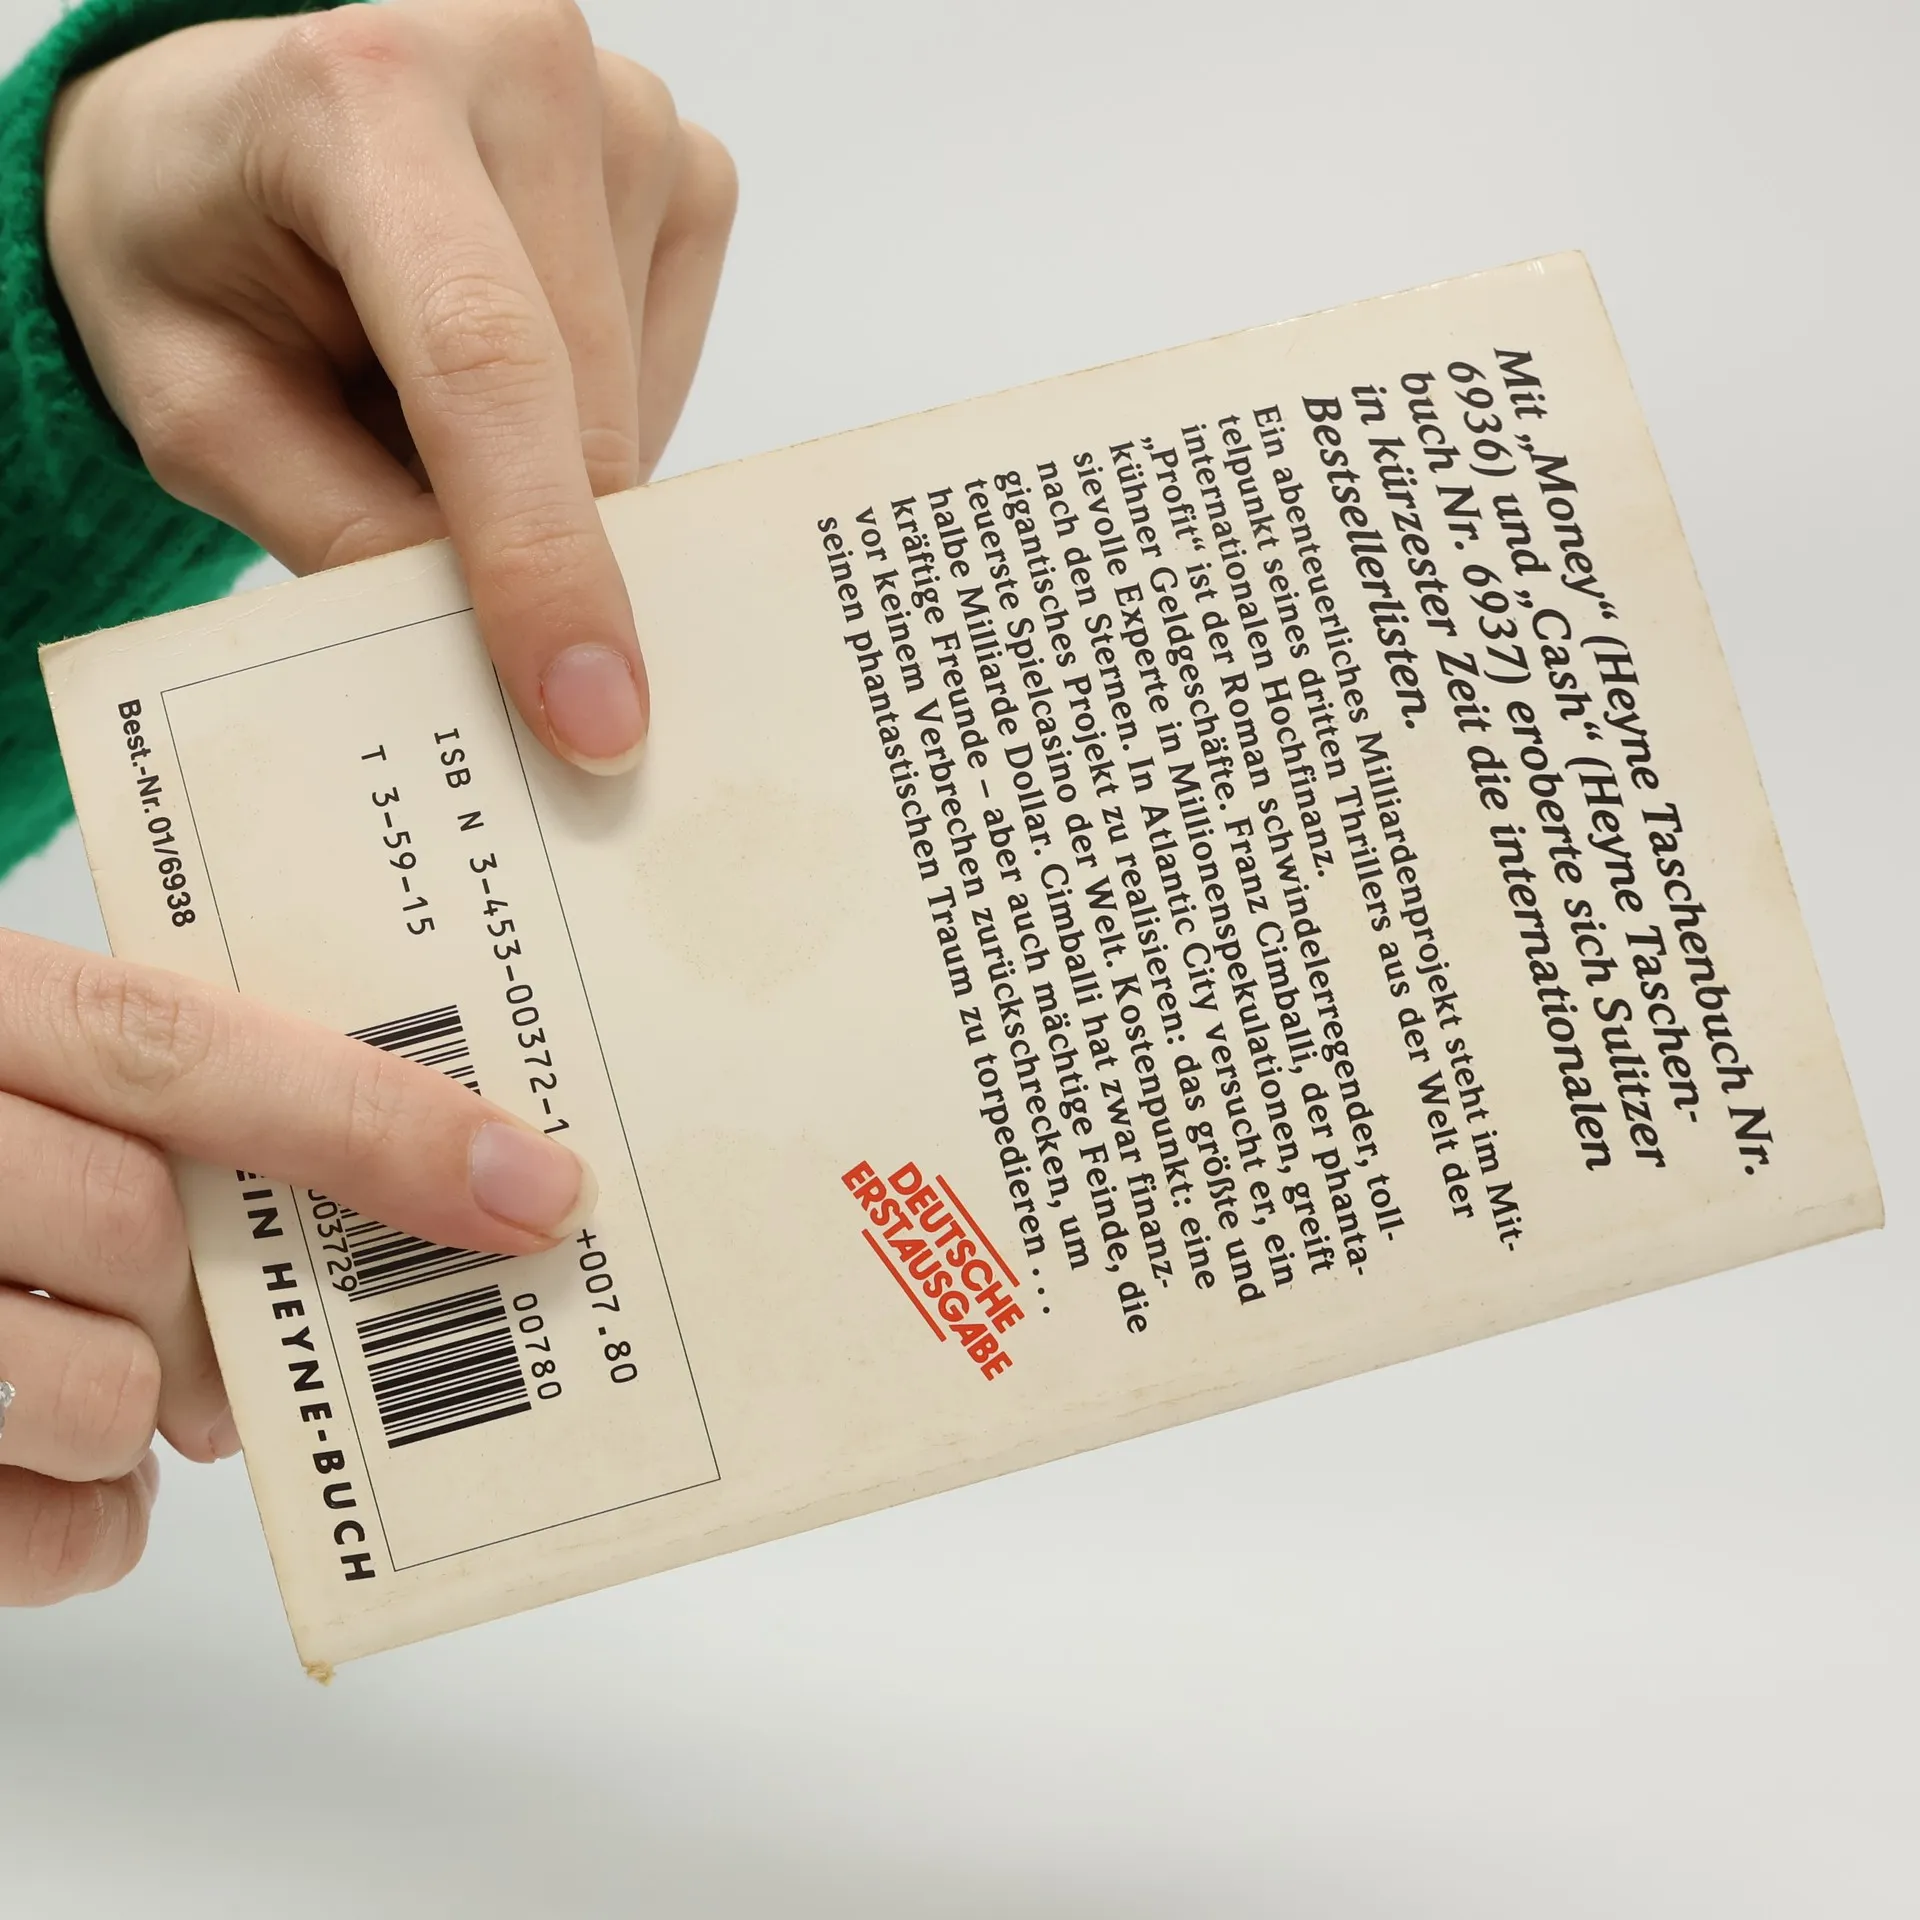 Mit „Money“ (Heyne Taschenbuch Nr.
6936) und „Cash“ (Heyne Taschen-
buch Nr. 6937) eroberte sich Sulitzer
in kürzester Zeit die internationalen
Bestsellerlisten.
Ein abenteuerliches Milliardenprojekt steht im Mit-
telpunkt seines dritten Thrillers aus der Welt der
internationalen Hochfinanz.
„Profit“ ist der Roman schwindelerregender, toll-
kühner Geldgeschäfte. Franz Cimballi, der phanta-
sievolle Experte in Millionenspekulationen, greift
nach den Sternen. In Atlantic City versucht er, ein
gigantisches Projekt zu realisieren: das größte und
teuerste Spielcasino der Welt. Kostenpunkt: eine
halbe Milliarde Dollar. Cimballi hat zwar finanz-
kräftige Freunde – aber auch mächtige Feinde, die
vor keinem Verbrechen zurückschrecken, um
seinen phantastischen Traum zu torpedieren . . .
DEUTSCHE
ERSTAUSGABE
+007.80
ISB N 3-453-00372-1
T 3-59-15
00780
003729
Best.-Nr. 01/6938
EIN HEYNE-BUCH